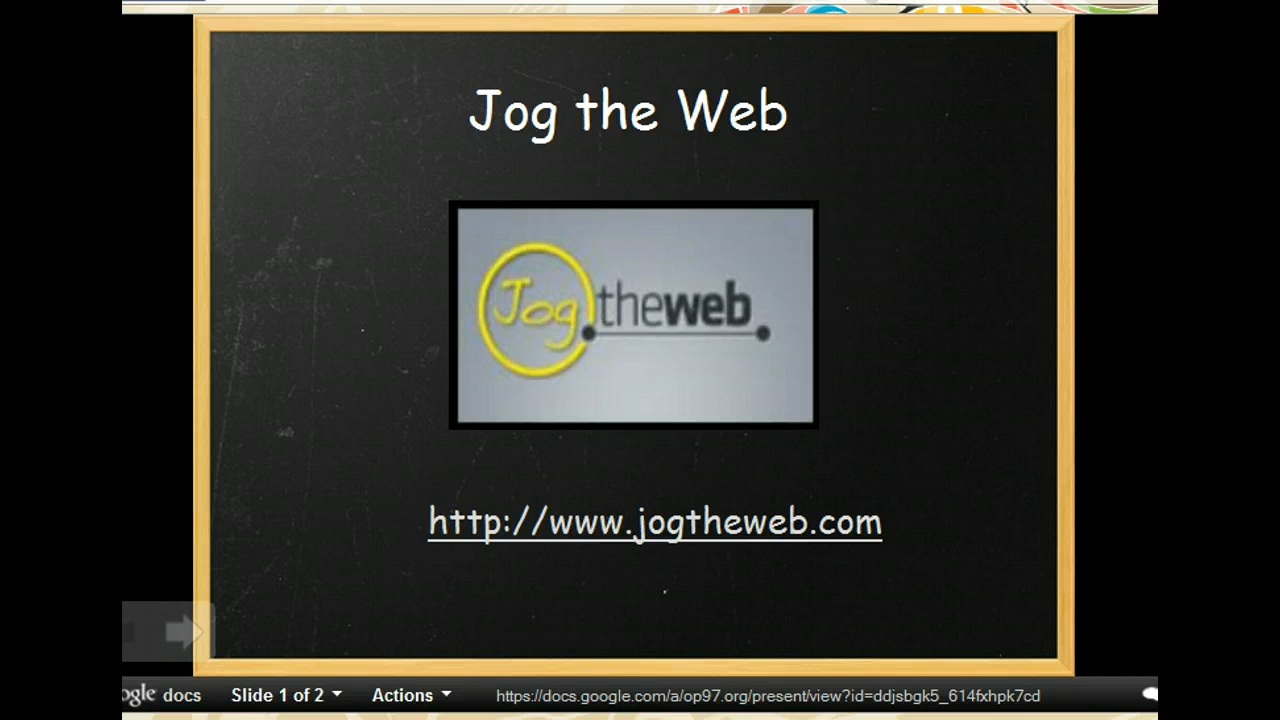 Jog the Web
Jog theweb
http://www.jogtheweb.com
ogle docs Slide 1 of 2 Actions https://docs.google.com/a/op97.org/present/view?id=ddjsbgk5_614fxhpk7cd